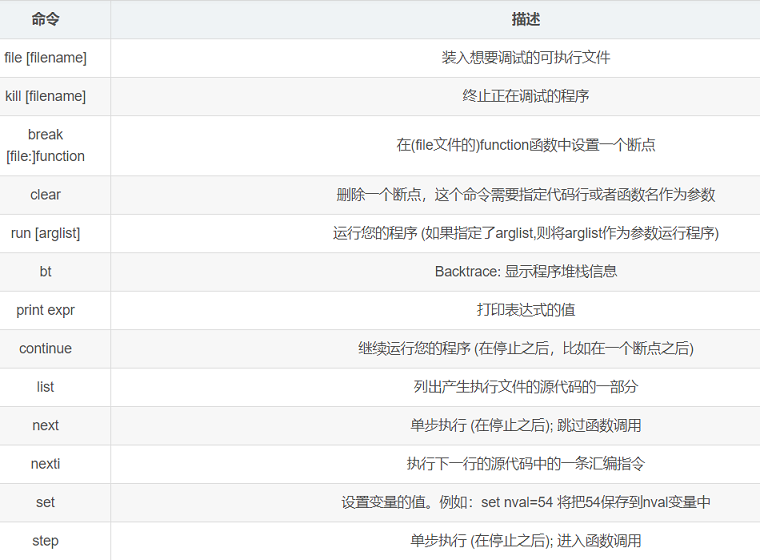 命令 描述
file [filename] 装入想要调试的可执行文件
kill [filename] 终止正在调试的程序
break
[file:]function 在(file文件的)function函数中设置一个断点
clear 删除一个断点，这个命令需要指定代码行或者函数名作为参数
run [arglist] 运行您的程序 (如果指定了arglist,则将arglist作为参数运行程序)
bt Backtrace: 显示程序堆栈信息
print expr 打印表达式的值
continue 继续运行您的程序 (在停止之后，比如在一个断点之后)
list 列出产生执行文件的源代码的一部分
next 单步执行 (在停止之后); 跳过函数调用
nexti 执行下一行的源代码中的一条汇编指令
set 设置变量的值。例如：set nval=54 将把54保存到nval变量中
step 单步执行 (在停止之后); 进入函数调用